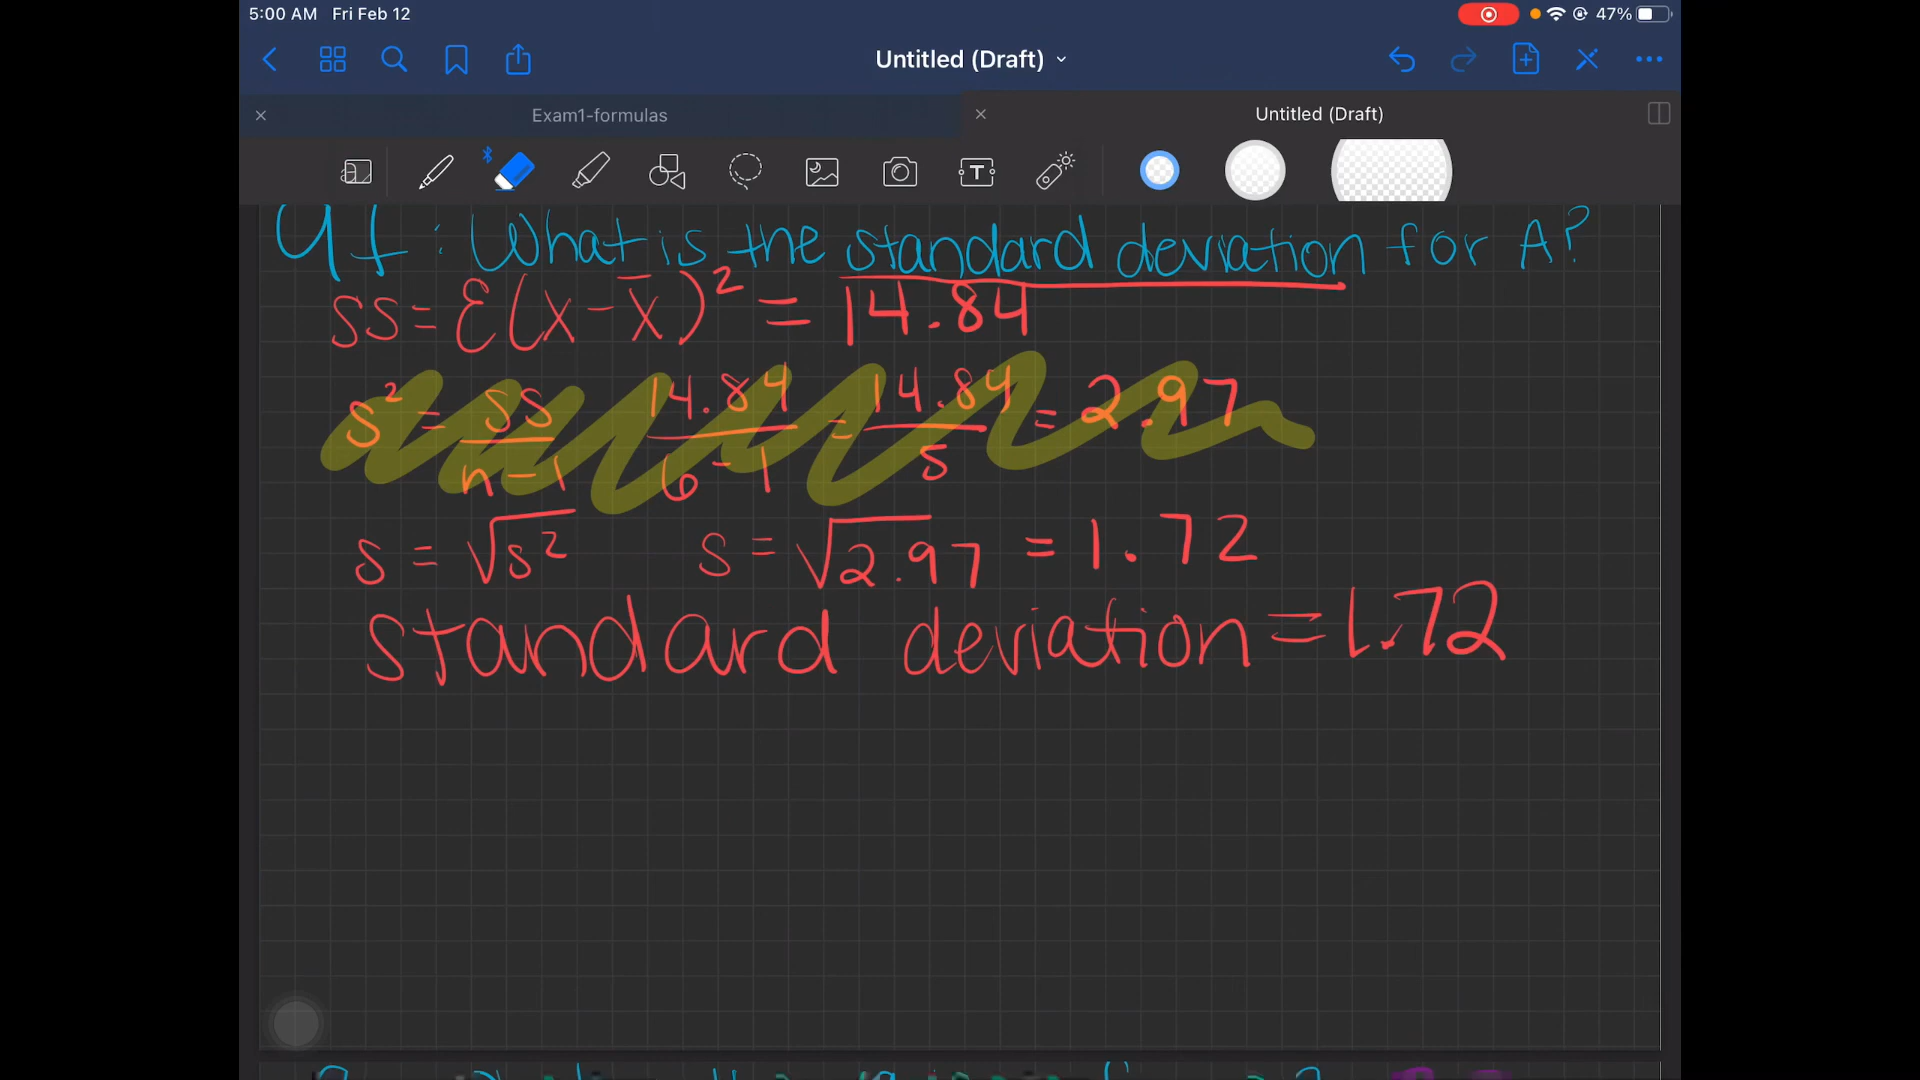 5:00 AM Fri Feb 12 47%
Untitled (Draft)
Exam1-formulas Untitled (Draft)
T
4f: What is the standard deviation for A?
SS = Σ(X - X̄)² = 14.84
s² = SS/n-1 14.84/6-1 = 14.84/5 = 2.97
s = √s² s = √2.97 = 1.72
standard deviation = 1.72